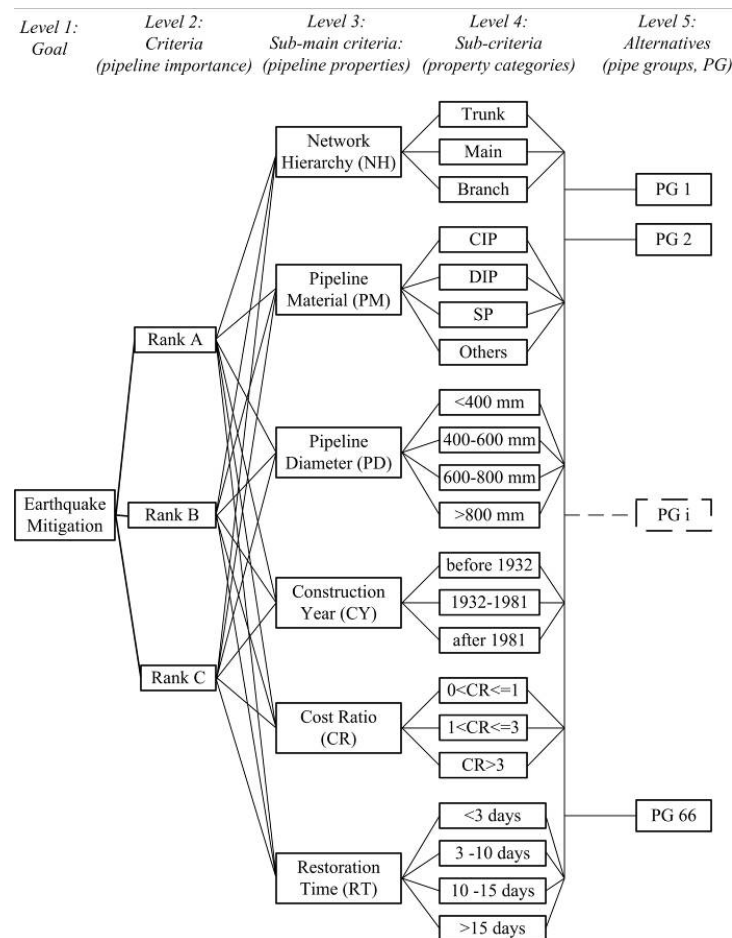 Level 1:
Goal
Level 2:
Criteria
(pipeline importance)
Level 3:
Sub-main criteria:
(pipeline properties)
Level 4:
Sub-criteria
(property categories)
Level 5:
Alternatives
(pipe groups, PG)
Earthquake
Mitigation
Rank A
Rank B
Rank C
Network
Hierarchy (NH)
Pipeline
Material (PM)
Pipeline
Diameter (PD)
Construction
Year (CY)
Cost Ratio
(CR)
Restoration
Time (RT)
Trunk
Main
Branch
CIP
DIP
SP
Others
<400 mm
400-600 mm
600-800 mm
>800 mm
before 1932
1932-1981
after 1981
0<CR<=1
1<CR<=3
CR>3
<3 days
3 -10 days
10 -15 days
>15 days
PG 1
PG 2
PG i
PG 66